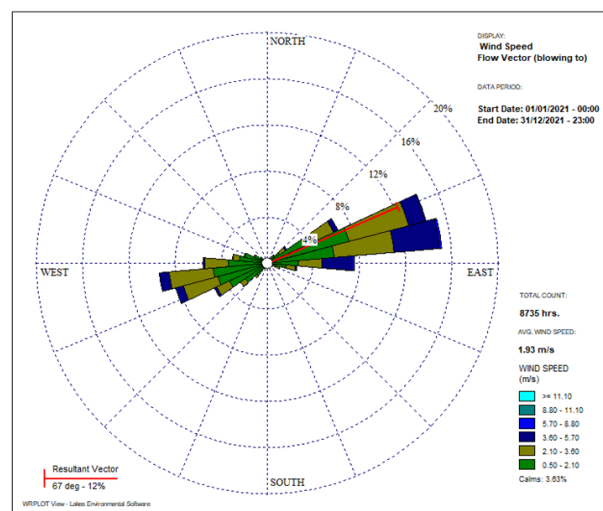 NORTH
20%
16%
12%
8%
4%
WEST
EAST
SOUTH
Resultant Vector
67 deg - 12%
DISPLAY:
Wind Speed
Flow Vector (blowing to)
DATA PERIOD:
Start Date: 01/01/2021 - 00:00
End Date: 31/12/2021 - 23:00
TOTAL COUNT:
8735 hrs.
AVG. WIND SPEED:
1.93 m/s
WIND SPEED
(m/s)
>= 11.10
8.80 - 11.10
5.70 - 8.80
3.60 - 5.70
2.10 - 3.60
0.50 - 2.10
Calms: 3.63%
WRPLOT View - Lakes Environmental Software